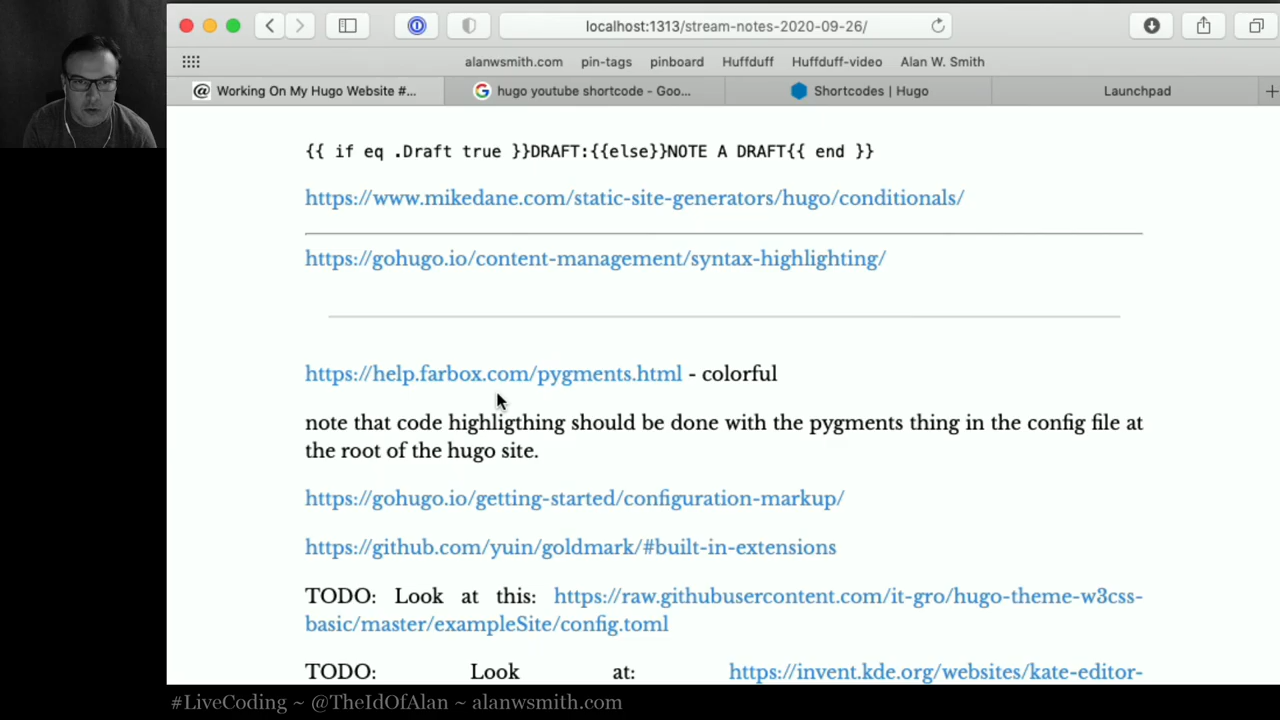 localhost:1313/stream-notes-2020-09-26/
alanwsmith.com pin-tags pinboard Huffduff Huffduff-video Alan W. Smith
@ Working On My Hugo Website #... hugo youtube shortcode - Goo... Shortcodes | Hugo Launchpad +
{{ if eq .Draft true }}DRAFT:{{else}}NOTE A DRAFT{{ end }}
https://www.mikedane.com/static-site-generators/hugo/conditionals/
https://gohugo.io/content-management/syntax-highlighting/
https://help.farbox.com/pygments.html - colorful
note that code highligthing should be done with the pygments thing in the config file at
the root of the hugo site.
https://gohugo.io/getting-started/configuration-markup/
https://github.com/yuin/goldmark/#built-in-extensions
TODO: Look at this: https://raw.githubusercontent.com/it-gro/hugo-theme-w3css-
basic/master/exampleSite/config.toml
TODO: Look at: https://invent.kde.org/websites/kate-editor-
#LiveCoding ~ @TheIdOfAlan ~ alanwsmith.com